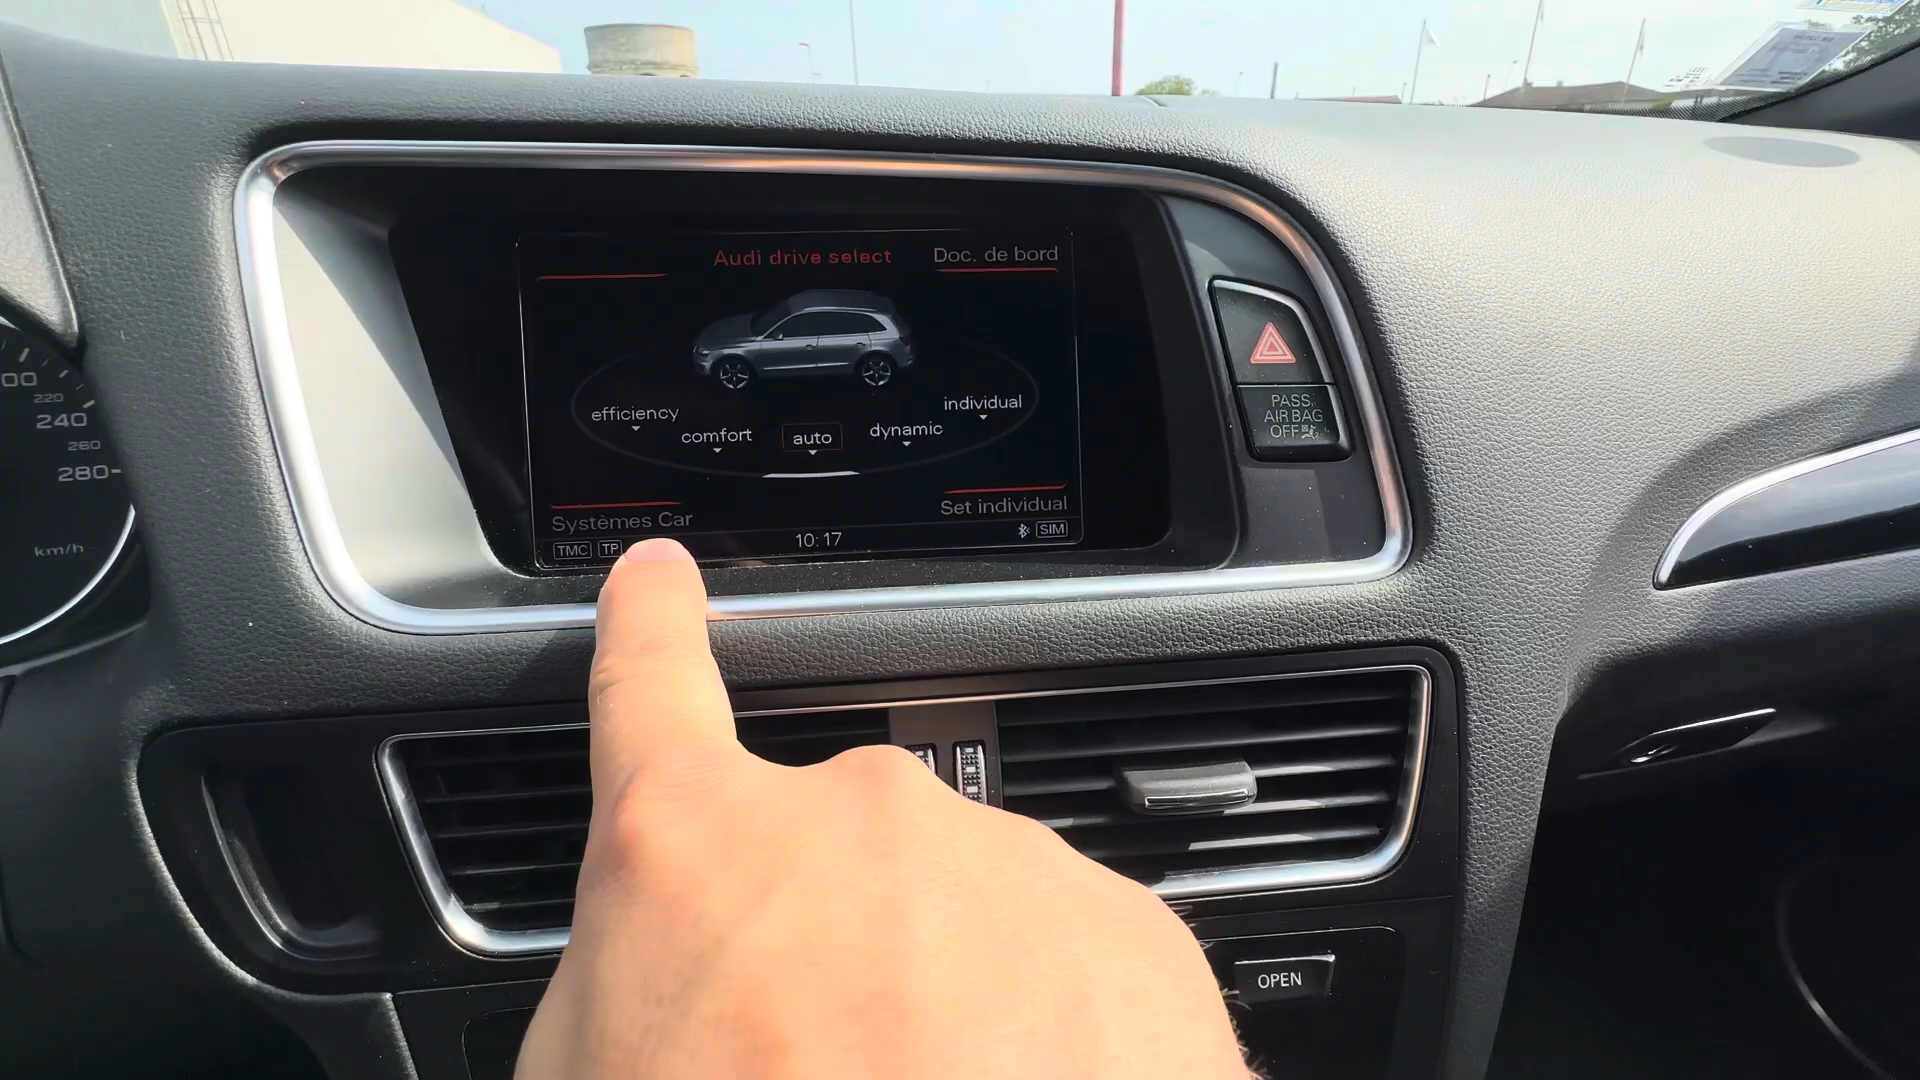 Audi drive select
Doc. de bord
efficiency
comfort
auto
dynamic
individual
Systèmes Car
Set individual
TMC
TP
10:17
SIM
PASS.
AIR BAG
OFF
00
220
240
260
280-
km/h
OPEN